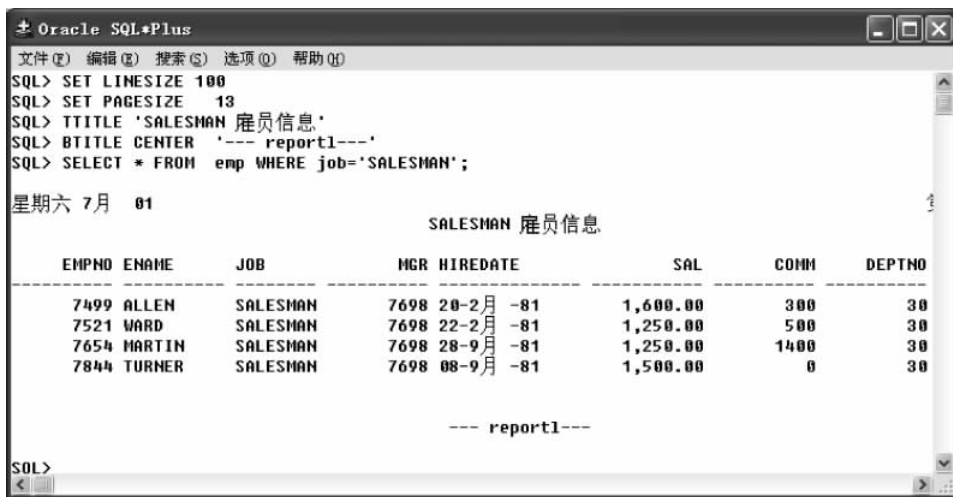 Oracle SQL*Plus
文件(F) 编辑(E) 搜索(S) 选项(O) 帮助(H)
SQL> SET LINESIZE 100
SQL> SET PAGESIZE 13
SQL> TTITLE 'SALESMAN 雇员信息'
SQL> BTITLE CENTER '--- report1---'
SQL> SELECT * FROM emp WHERE job='SALESMAN';
星期六 7月 01
SALESMAN 雇员信息
EMPNO ENAME JOB MGR HIREDATE SAL COMM DEPTNO
---------- ---------- --------- ---------- -------------- ----------- ---------- ----------
7499 ALLEN SALESMAN 7698 20-2月 -81 1,600.00 300 30
7521 WARD SALESMAN 7698 22-2月 -81 1,250.00 500 30
7654 MARTIN SALESMAN 7698 28-9月 -81 1,250.00 1400 30
7844 TURNER SALESMAN 7698 08-9月 -81 1,500.00 0 30
--- report1---
SQL>